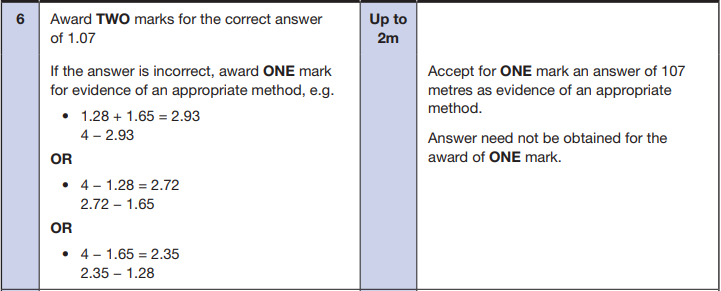 6
Award TWO marks for the correct answer
of 1.07
If the answer is incorrect, award ONE mark
for evidence of an appropriate method, e.g.
• 1.28 + 1.65 = 2.93
4 – 2.93
OR
• 4 – 1.28 = 2.72
2.72 – 1.65
OR
• 4 – 1.65 = 2.35
2.35 – 1.28
Up to
2m
Accept for ONE mark an answer of 107
metres as evidence of an appropriate
method.
Answer need not be obtained for the
award of ONE mark.